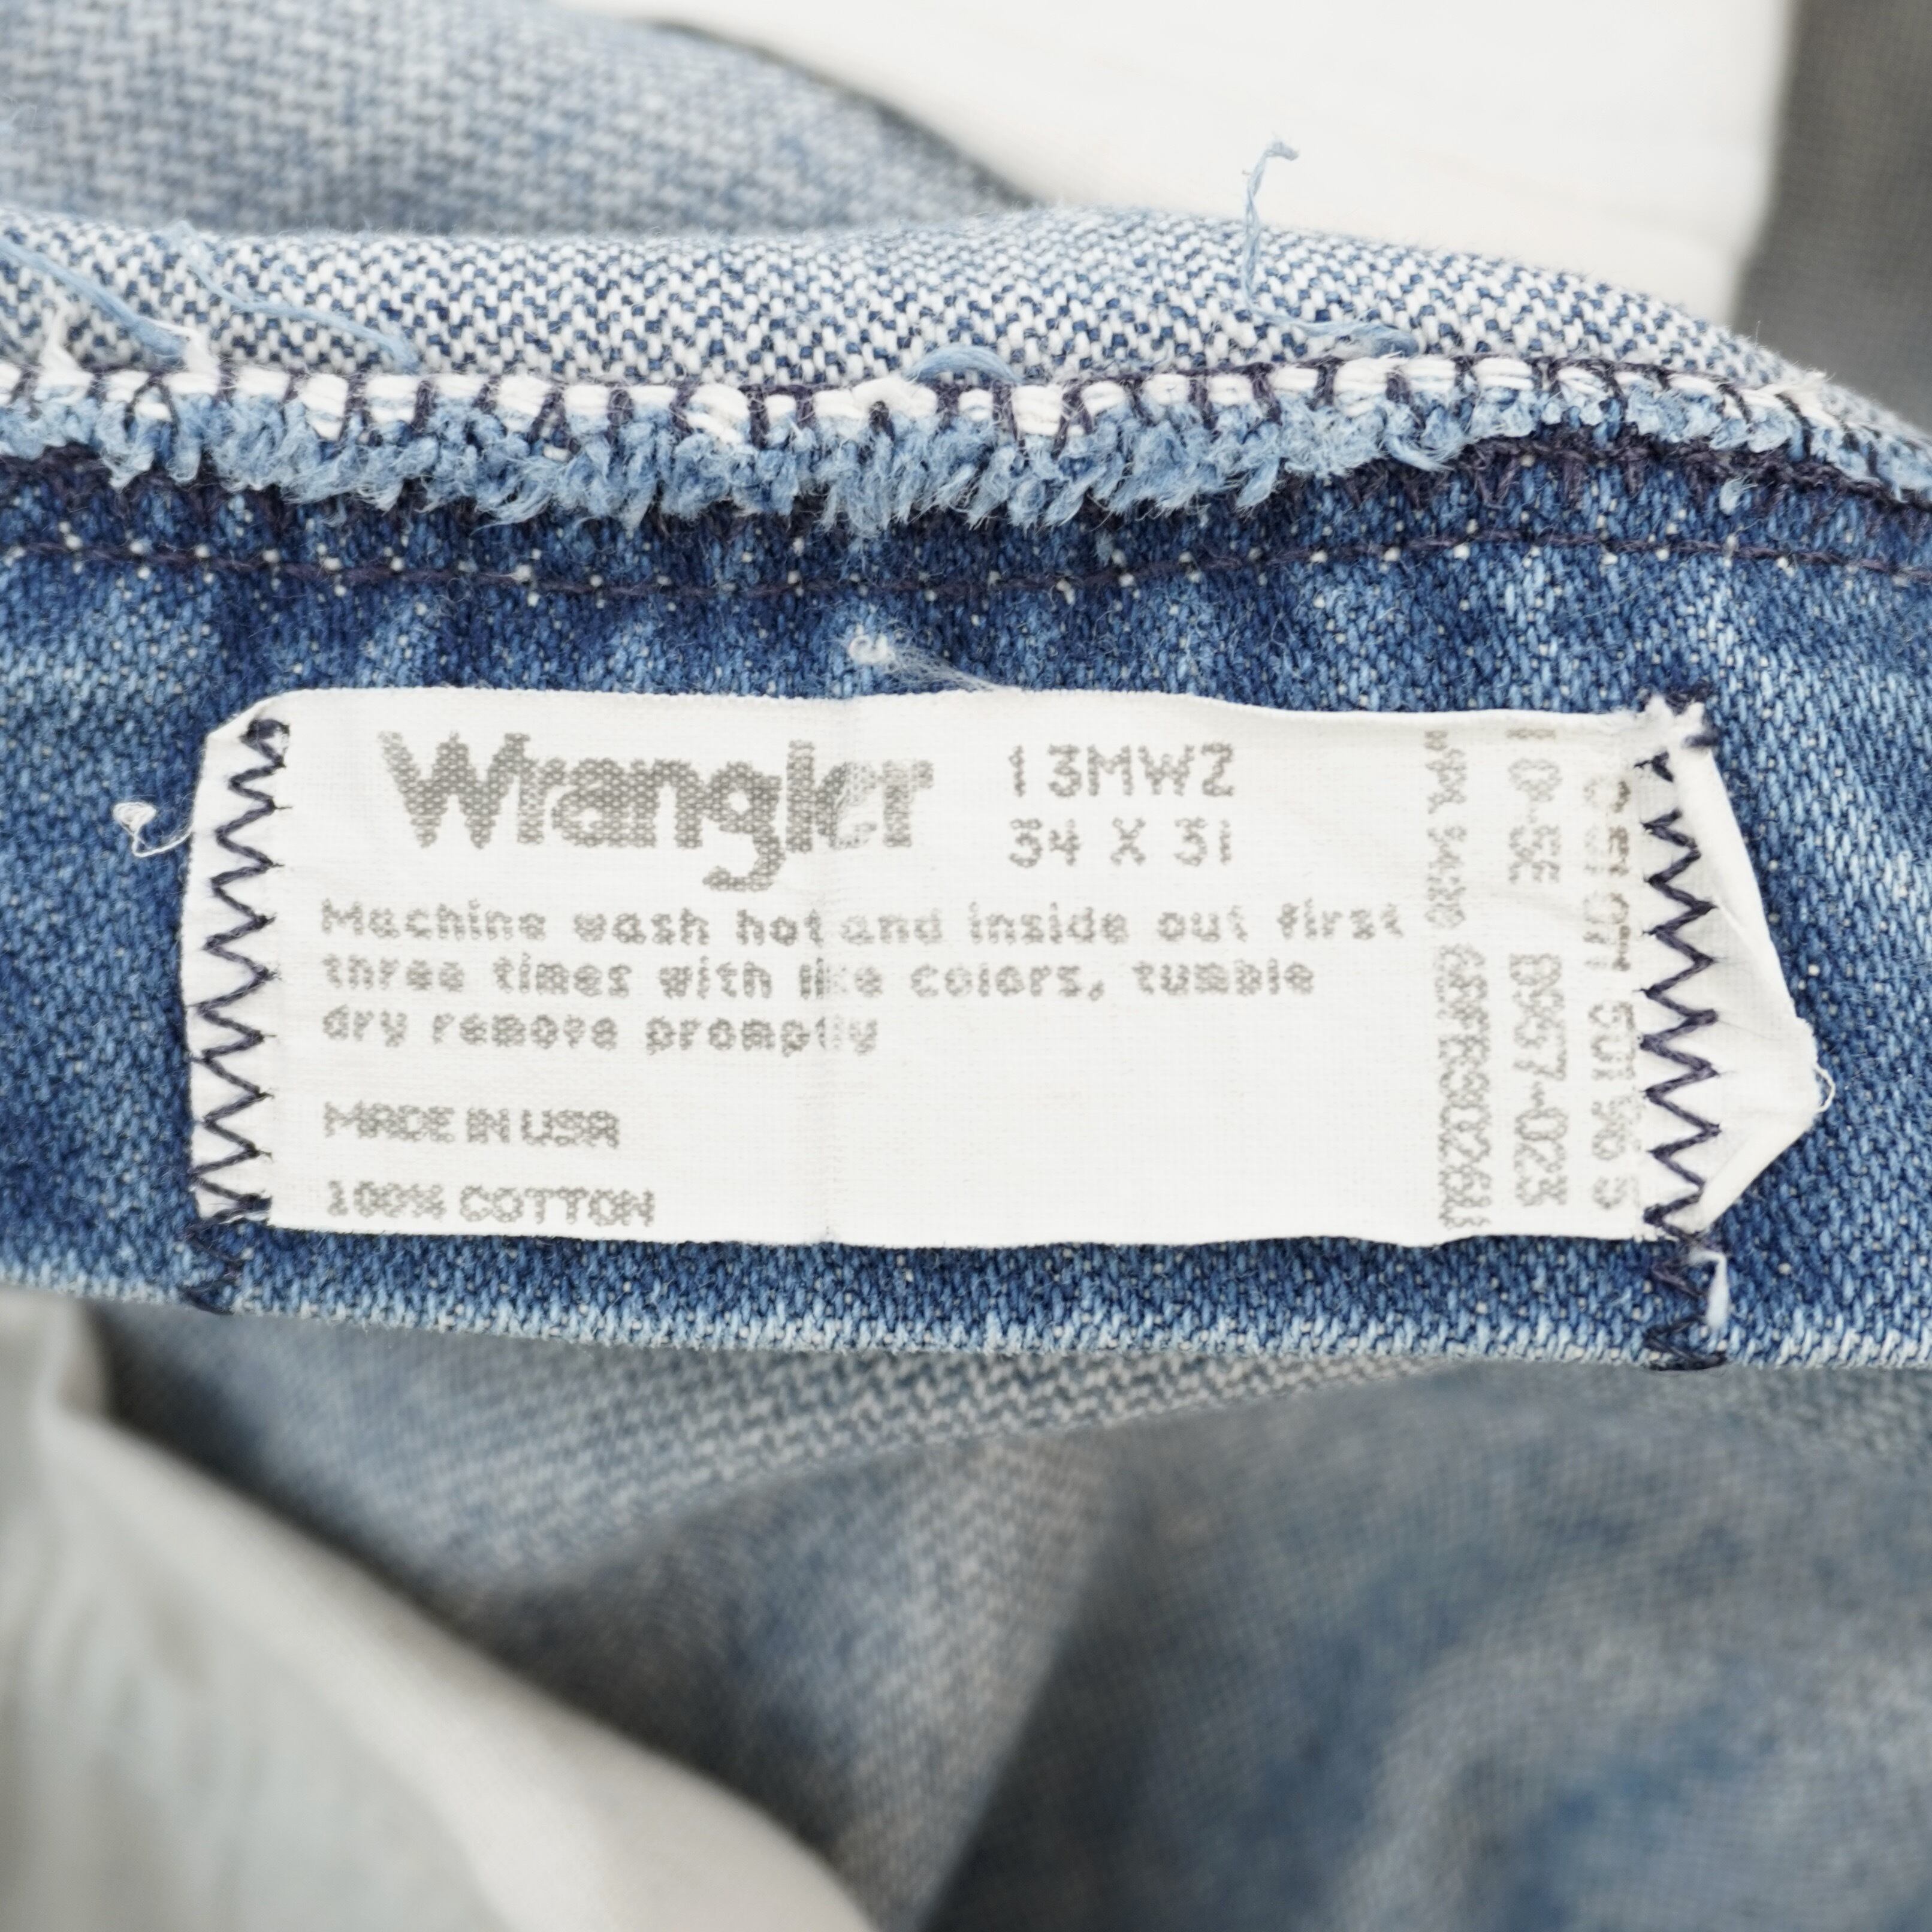 Wrangler
13MWZ
34 X 31
Machine wash hot and inside out first
three times with like colors, tumble
dry remove promptly
MADE IN USA
100% COTTON